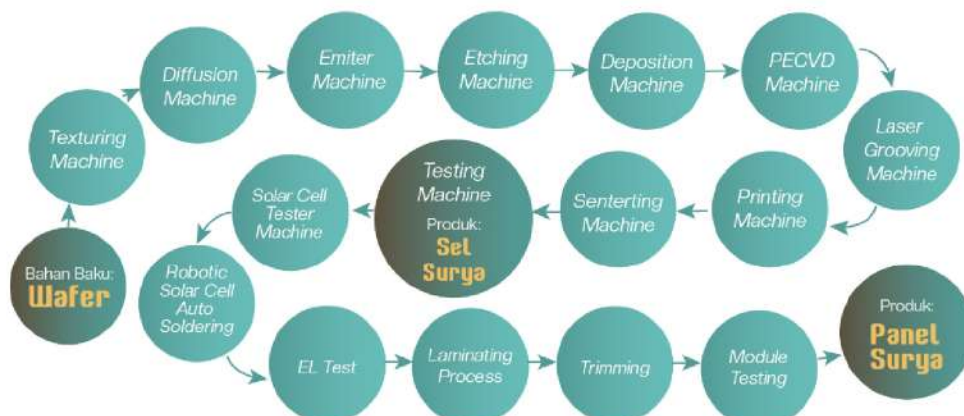 Bahan Baku:
Wafer
Texturing
Machine
Diffusion
Machine
Emiter
Machine
Etching
Machine
Deposition
Machine
PECVD
Machine
Laser
Grooving
Machine
Printing
Machine
Senterting
Machine
Testing
Machine
Produk:
Sel
Surya
Solar Cell
Tester
Machine
Robotic
Solar Cell
Auto
Soldering
EL Test
Laminating
Process
Trimming
Module
Testing
Produk:
Panel
Surya